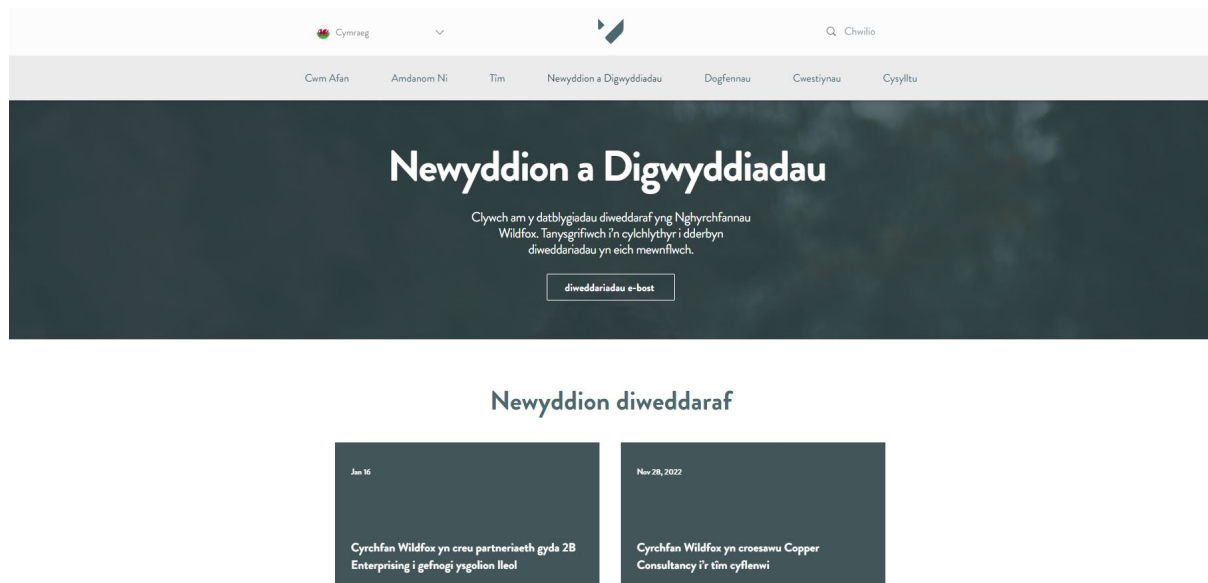 Cymraeg
Chwilio
Cwm Afan Amdanom Ni Tîm Newyddion a Digwyddiadau Dogfennau Cwestiynau Cysylltu
Newyddion a Digwyddiadau
Clywch am y datblygiadau diweddaraf yng Nghyrchfannau
Wildfox. Tanysgrifiwch i'n cylchlythyr i dderbyn
diweddariadau yn eich mewnflwch.
diweddariadau e-bost
Newyddion diweddaraf
Jan 16
Cyrchfan Wildfox yn creu partneriaeth gyda 2B
Enterprising i gefnogi ysgolion lleol
Nov 28, 2022
Cyrchfan Wildfox yn croesawu Copper
Consultancy i'r tîm cyflenwi